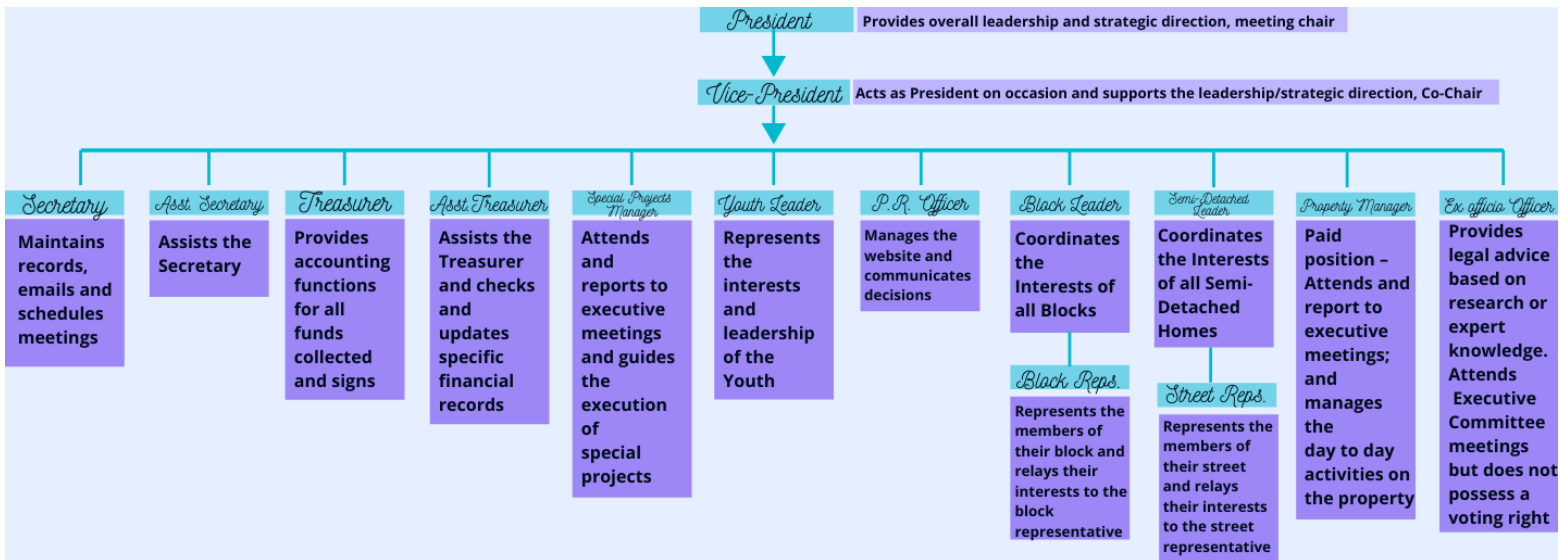 President
Provides overall leadership and strategic direction, meeting chair
Vice-President
Acts as President on occasion and supports the leadership/strategic direction, Co-Chair
Secretary
Maintains
records,
emails and
schedules
meetings
Asst. Secretary
Assists the
Secretary
Treasurer
Provides
accounting
functions
for all
funds
collected
and signs
Asst.Treasurer
Assists the
Treasurer
and checks
and
updates
specific
financial
records
Special Projects
Manager
Attends
and
reports to
executive
meetings
and guides
the
execution
of
special
projects
Youth Leader
Represents
the
interests
and
leadership
of the
Youth
P.R. Officer
Manages the
website and
communicates
decisions
Block Leader
Coordinates
the
Interests of
all Blocks
Block Reps.
Represents the
members of
their block and
relays their
interests to the
block
representative
Semi-Detached
Leader
Coordinates
the Interests
of all Semi-
Detached
Homes
Street Reps.
Represents the
members of
their street
and relays
their interests
to the street
representative
Property Manager
Paid
position –
Attends and
report to
executive
meetings;
and
manages
the
day to day
activities on
the property
Ex officio Officer
Provides
legal advice
based on
research or
expert
knowledge.
Attends
Executive
Committee
meetings
but does not
possess a
voting right